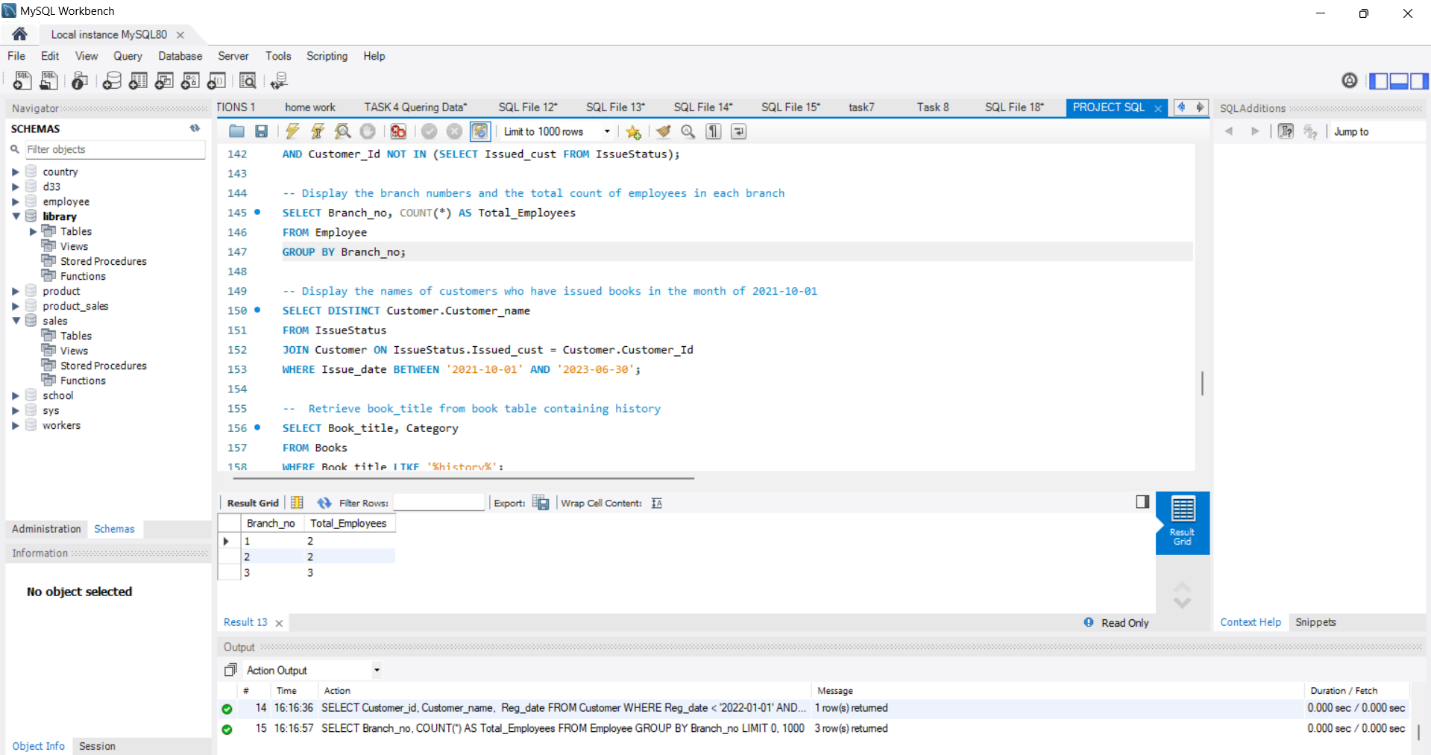 MySQL Workbench
Local instance MySQL80
File Edit View Query Database Server Tools Scripting Help
Navigator
SCHEMAS
Filter objects
country
d33
employee
library
Tables
Views
Stored Procedures
Functions
product
product_sales
sales
Tables
Views
Stored Procedures
Functions
school
sys
workers
Administration Schemas
Information
No object selected
Object Info Session
TIONS 1 home work TASK 4 Quering Data* SQL File 12* SQL File 13* SQL File 14* SQL File 15* task7 Task 8 SQL File 18* PROJECT SQL
Limit to 1000 rows
142 AND Customer_Id NOT IN (SELECT Issued_cust FROM IssueStatus);
143
144 -- Display the branch numbers and the total count of employees in each branch
145 SELECT Branch_no, COUNT(*) AS Total_Employees
146 FROM Employee
147 GROUP BY Branch_no;
148
149 -- Display the names of customers who have issued books in the month of 2021-10-01
150 SELECT DISTINCT Customer.Customer_name
151 FROM IssueStatus
152 JOIN Customer ON IssueStatus.Issued_cust = Customer.Customer_Id
153 WHERE Issue_date BETWEEN '2021-10-01' AND '2023-06-30';
154
155 --  Retrieve book_title from book table containing history
156 SELECT Book_title, Category
157 FROM Books
158 WHERE Book_title LIKE '%history%';
Result Grid Filter Rows: Export: Wrap Cell Content:
Branch_no Total_Employees
1 2
2 2
3 3
Result Grid
Result 13 Read Only
SQLAdditions
Jump to
Context Help Snippets
Output
Action Output
# Time Action Message Duration / Fetch
14 16:16:36 SELECT Customer_id, Customer_name, Reg_date FROM Customer WHERE Reg_date < '2022-01-01' AND... 1 row(s) returned 0.000 sec / 0.000 sec
15 16:16:57 SELECT Branch_no, COUNT(*) AS Total_Employees FROM Employee GROUP BY Branch_no LIMIT 0, 1000 3 row(s) returned 0.000 sec / 0.000 sec